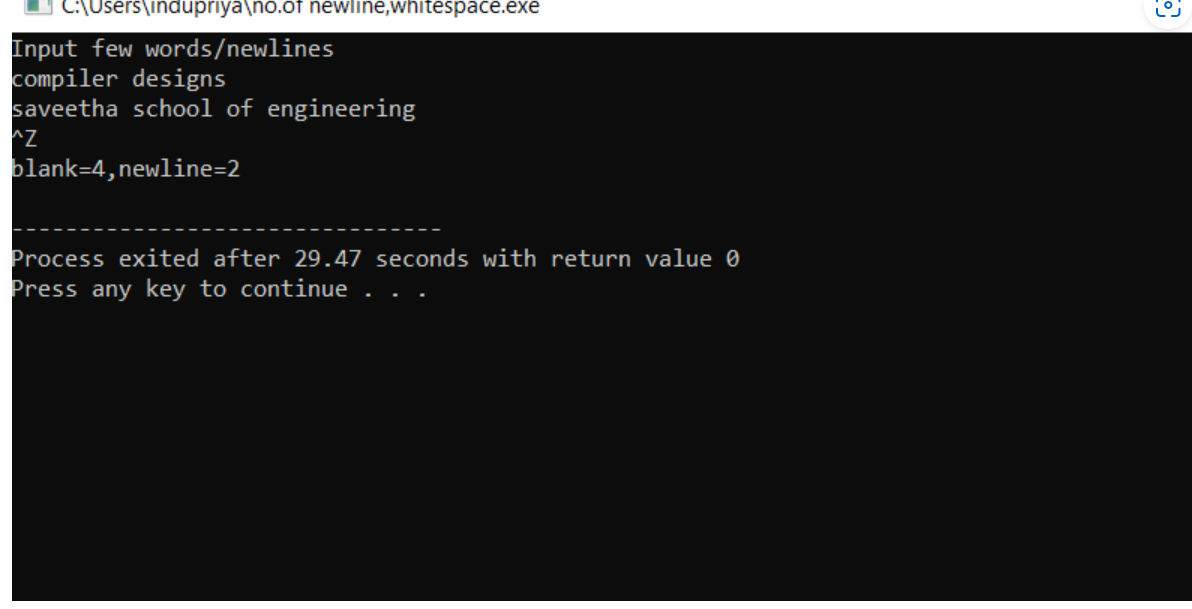 C:\Users\indupriya\no.of newline,whitespace.exe
Input few words/newlines
compiler designs
saveetha school of engineering
^Z
blank=4,newline=2
--------------------------------
Process exited after 29.47 seconds with return value 0
Press any key to continue . . .